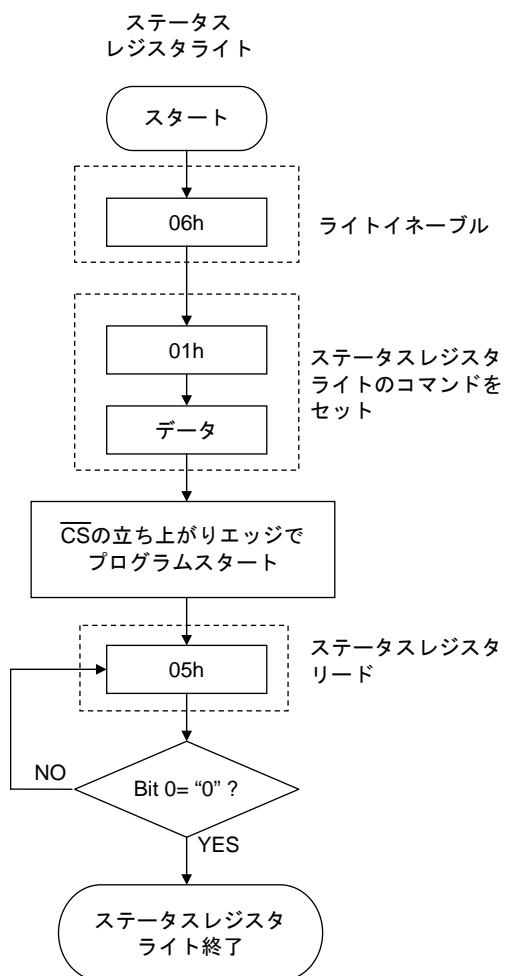 ステータス
レジスタライト
スタート
06h
ライトイネーブル
01h
データ
ステータスレジスタ
ライトのコマンドを
セット
CSの立ち上がりエッジで
プログラムスタート
05h
ステータスレジスタ
リード
NO
Bit 0= “0” ?
YES
ステータスレジスタ
ライト終了